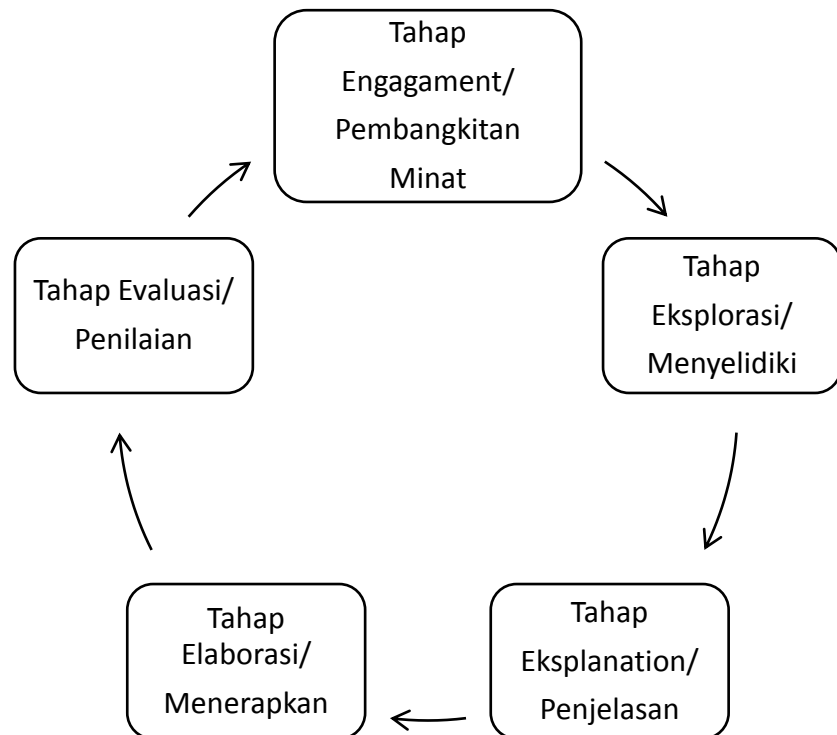 Tahap
Engagament/
Pembangkitan
Minat
Tahap
Eksplorasi/
Menyelidiki
Tahap
Eksplanation/
Penjelasan
Tahap
Elaborasi/
Menerapkan
Tahap Evaluasi/
Penilaian